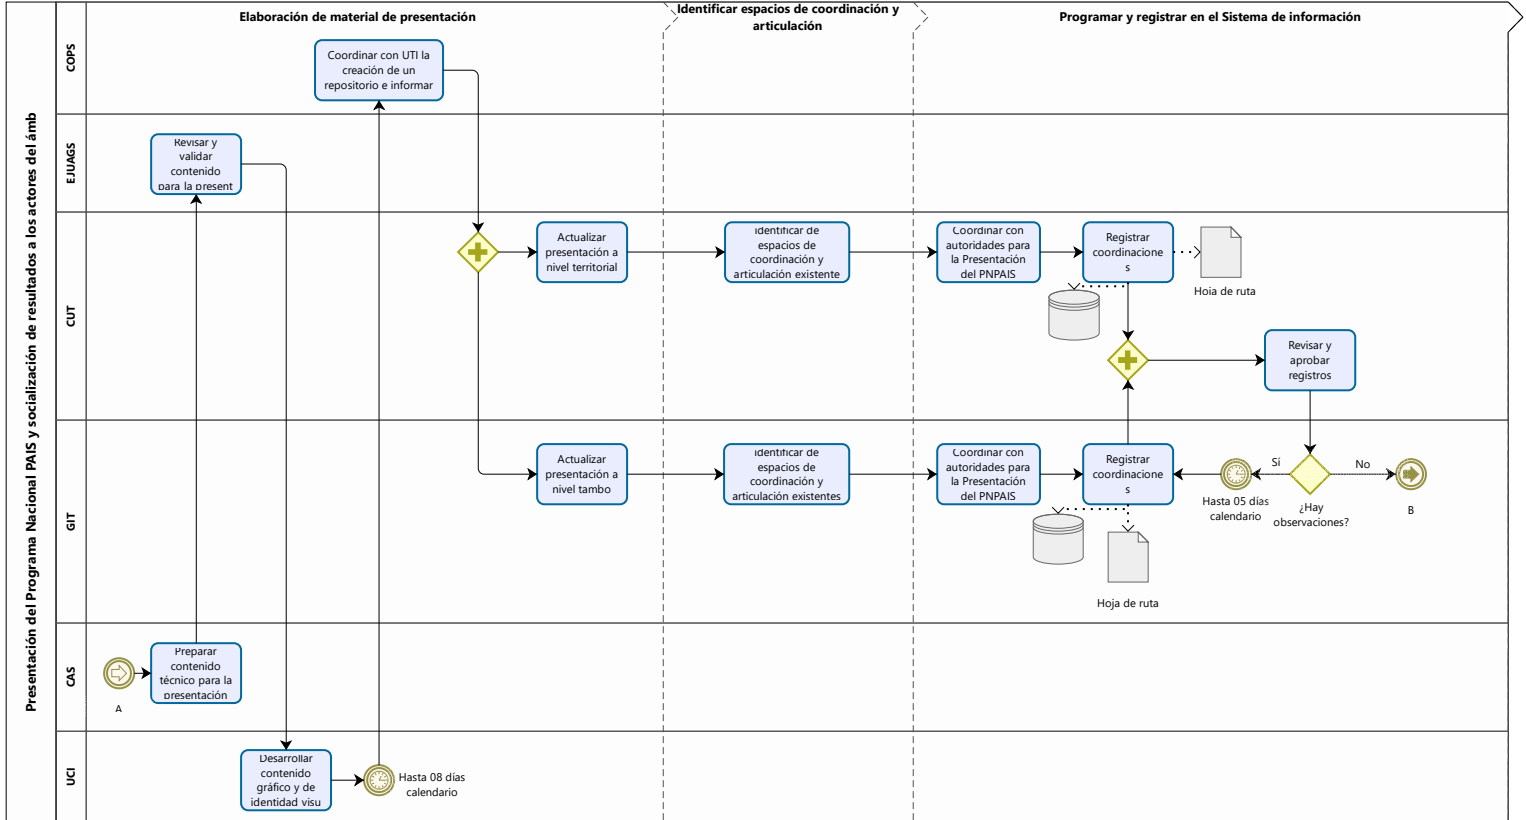 Presentación del Programa Nacional PAIS y socialización de resultados a los actores del ámb
Elaboración de material de presentación
Identificar espacios de coordinación y
articulación
Programar y registrar en el Sistema de información
COPS
Coordinar con UTI la
creación de un
repositorio e informar
EJUAGS
Revisar y
validar
contenido
para la present
CUT
Actualizar
presentación a
nivel territorial
Identificar de
espacios de
coordinación y
articulación existente
Coordinar con
autoridades para
la Presentación
del PNPAIS
Registrar
coordinacione
s
Hoja de ruta
Revisar y
aprobar
registros
GIT
Actualizar
presentación a
nivel tambo
Identificar de
espacios de
coordinación y
articulación existentes
Coordinar con
autoridades para
la Presentación
del PNPAIS
Registrar
coordinacione
s
Hoja de ruta
Hasta 05 días
calendario
Sí
¿Hay
observaciones?
No
B
CAS
A
Preparar
contenido
técnico para la
presentación
UCI
Desarrollar
contenido
gráfico y de
identidad visu
Hasta 08 días
calendario